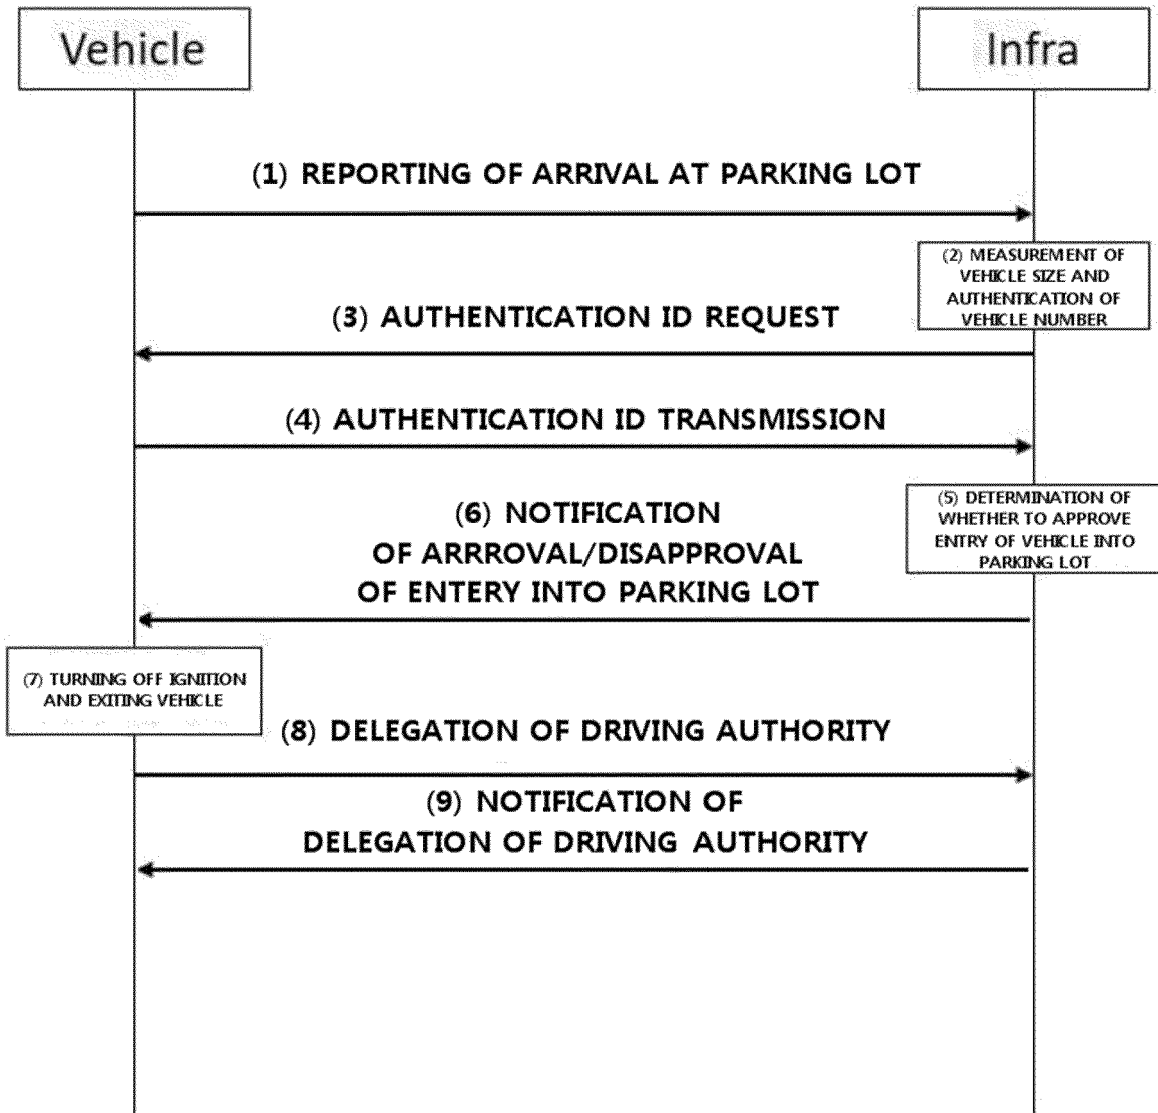 Vehicle
Infra
(1) REPORTING OF ARRIVAL AT PARKING LOT
(2) MEASUREMENT OF
VEHICLE SIZE AND
AUTHENTICATION OF
VEHICLE NUMBER
(3) AUTHENTICATION ID REQUEST
(4) AUTHENTICATION ID TRANSMISSION
(5) DETERMINATION OF
WHETHER TO APPROVE
ENTRY OF VEHICLE INTO
PARKING LOT
(6) NOTIFICATION
OF ARRROVAL/DISAPPROVAL
OF ENTERY INTO PARKING LOT
(7) TURNING OFF IGNITION
AND EXITING VEHICLE
(8) DELEGATION OF DRIVING AUTHORITY
(9) NOTIFICATION OF
DELEGATION OF DRIVING AUTHORITY